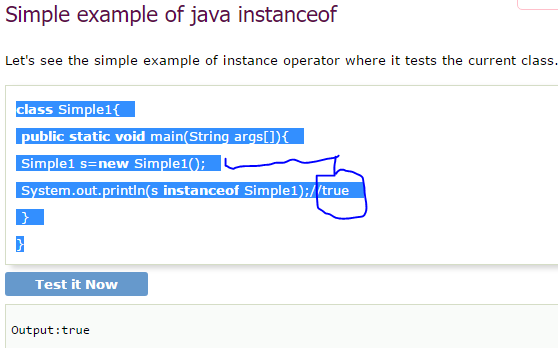 Simple example of java instanceof
Let's see the simple example of instance operator where it tests the current class.
class Simple1{
public static void main(String args[]){
Simple1 s=new Simple1();
System.out.println(s instanceof Simple1);//true
}
}
Test it Now
Output:true